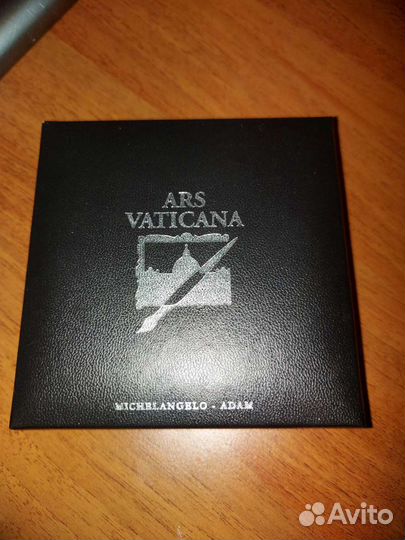 ARS
VATICANA
MICHELANGELO - ADAM
Avito